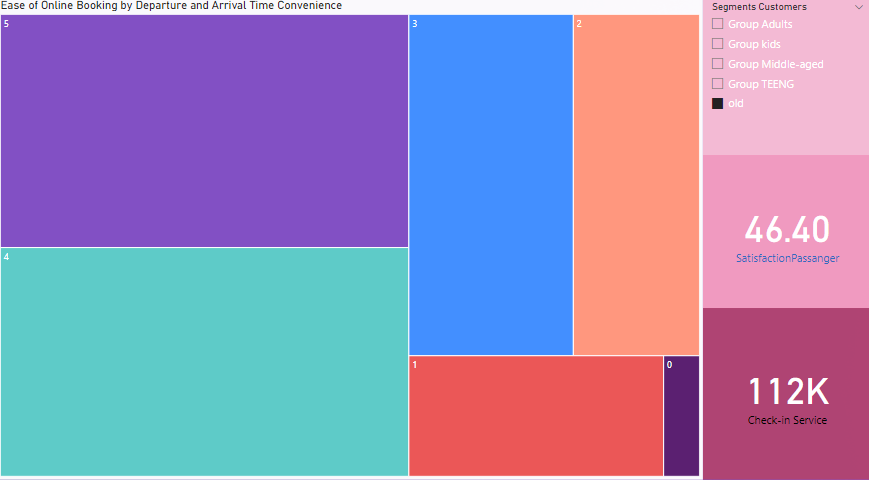 Ease of Online Booking by Departure and Arrival Time Convenience
5
3
2
4
1
0
Segments Customers
Group Adults
Group kids
Group Middle-aged
Group TEENG
old
46.40
SatisfactionPassanger
112K
Check-in Service